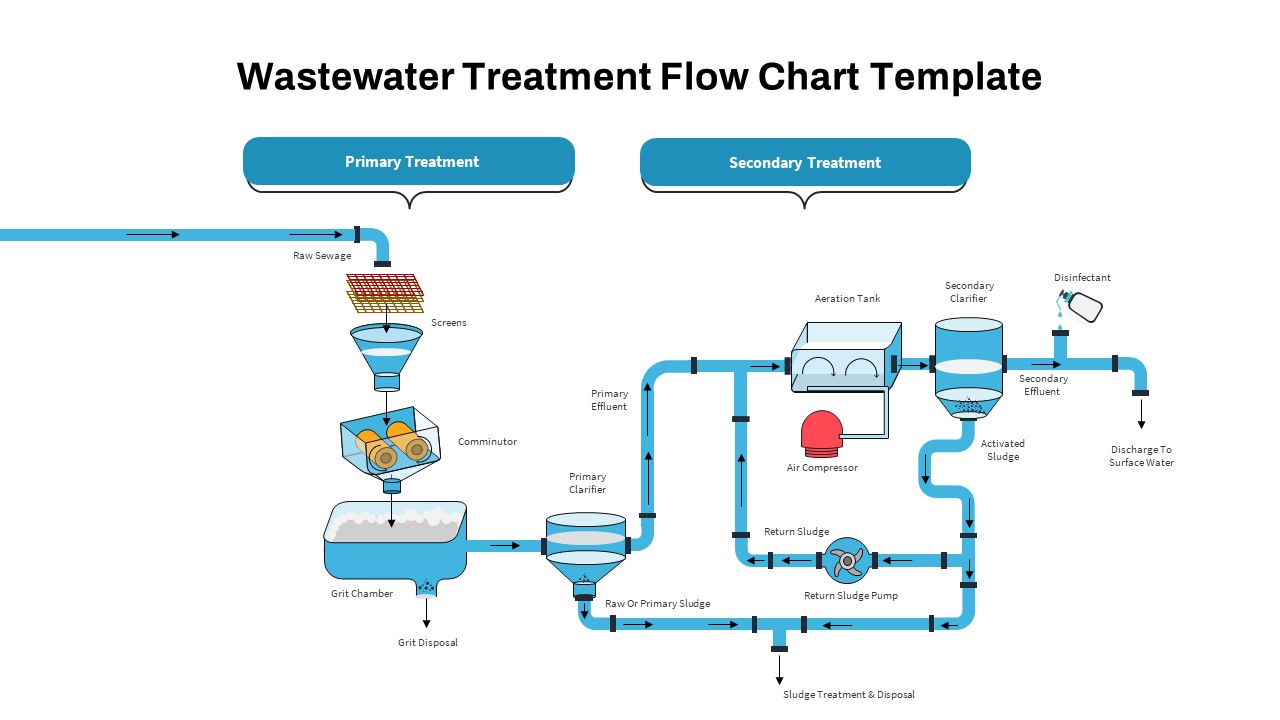 Wastewater Treatment Flow Chart Template
Primary Treatment
Secondary Treatment
Raw Sewage
Screens
Comminutor
Grit Chamber
Grit Disposal
Primary
Clarifier
Primary
Effluent
Raw Or Primary Sludge
Aeration Tank
Air Compressor
Secondary
Clarifier
Disinfectant
Secondary
Effluent
Activated
Sludge
Discharge To
Surface Water
Return Sludge
Return Sludge Pump
Sludge Treatment & Disposal